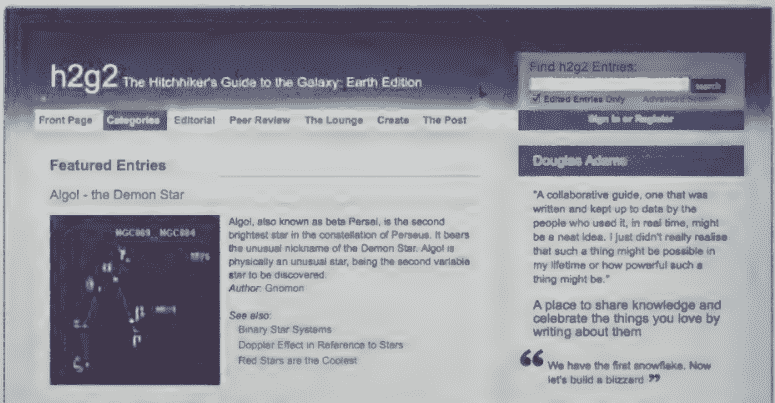 h2g2 The Hitchhiker's Guide to the Galaxy: Earth Edition
Find h2g2 Entries:
search
Edited Entries Only Advanced Search
Sign in or Register
Front Page Categories Editorial Peer Review The Lounge Create The Post
Featured Entries
Algol - the Demon Star
NGC869 NGC884
Algol, also known as beta Persei, is the second
brightest star in the constellation of Perseus. It bears
the unusual nickname of the Demon Star. Algol is
physically an unusual star, being the second variable
star to be discovered.
Author: Gnomon
See also:
Binary Star Systems
Doppler Effect in Reference to Stars
Red Stars are the Coolest
Douglas Adams
"A collaborative guide, one that was
written and kept up to data by the
people who used it, in real time, might
be a neat idea. I just didn't really realise
that such a thing might be possible in
my lifetime or how powerful such a
thing might be."
A place to share knowledge and
celebrate the things you love by
writing about them
“ We have the first snowflake. Now
let's build a blizzard ”